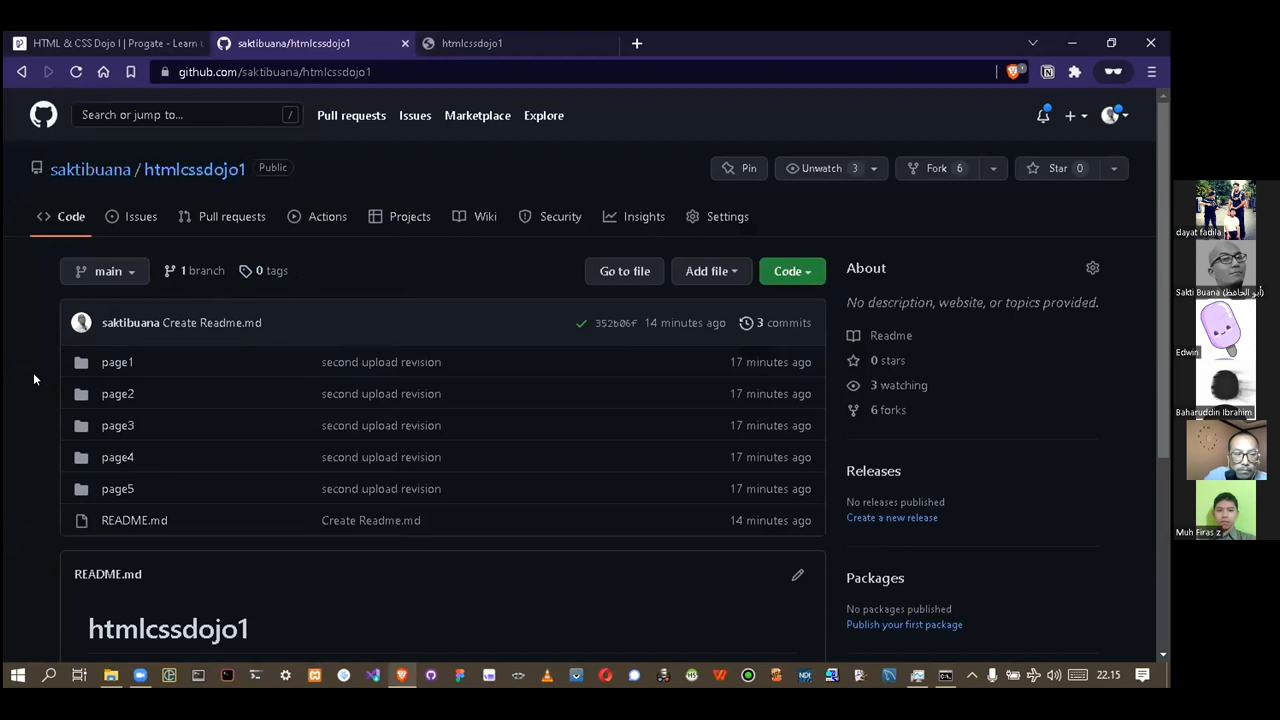 HTML & CSS Dojo I | Progate - Learn
saktibuana/htmlcssdojo1
htmlcssdojo1
github.com/saktibuana/htmlcssdojo1
Search or jump to... /
Pull requests Issues Marketplace Explore
saktibuana / htmlcssdojo1 Public
Pin Unwatch 3 Fork 6 Star 0
Code Issues Pull requests Actions Projects Wiki Security Insights Settings
main 1 branch 0 tags Go to file Add file Code
saktibuana Create Readme.md 352b06f 14 minutes ago 3 commits
page1 second upload revision 17 minutes ago
page2 second upload revision 17 minutes ago
page3 second upload revision 17 minutes ago
page4 second upload revision 17 minutes ago
page5 second upload revision 17 minutes ago
README.md Create Readme.md 14 minutes ago
README.md
htmlcssdojo1
About
No description, website, or topics provided.
Readme
0 stars
3 watching
6 forks
Releases
No releases published
Create a new release
Packages
No packages published
Publish your first package
dayat fadila
Sakti Buana (أبو الحافظ)
Edwin
Baharuddin Ibrahim
Muh Firas z
22.15